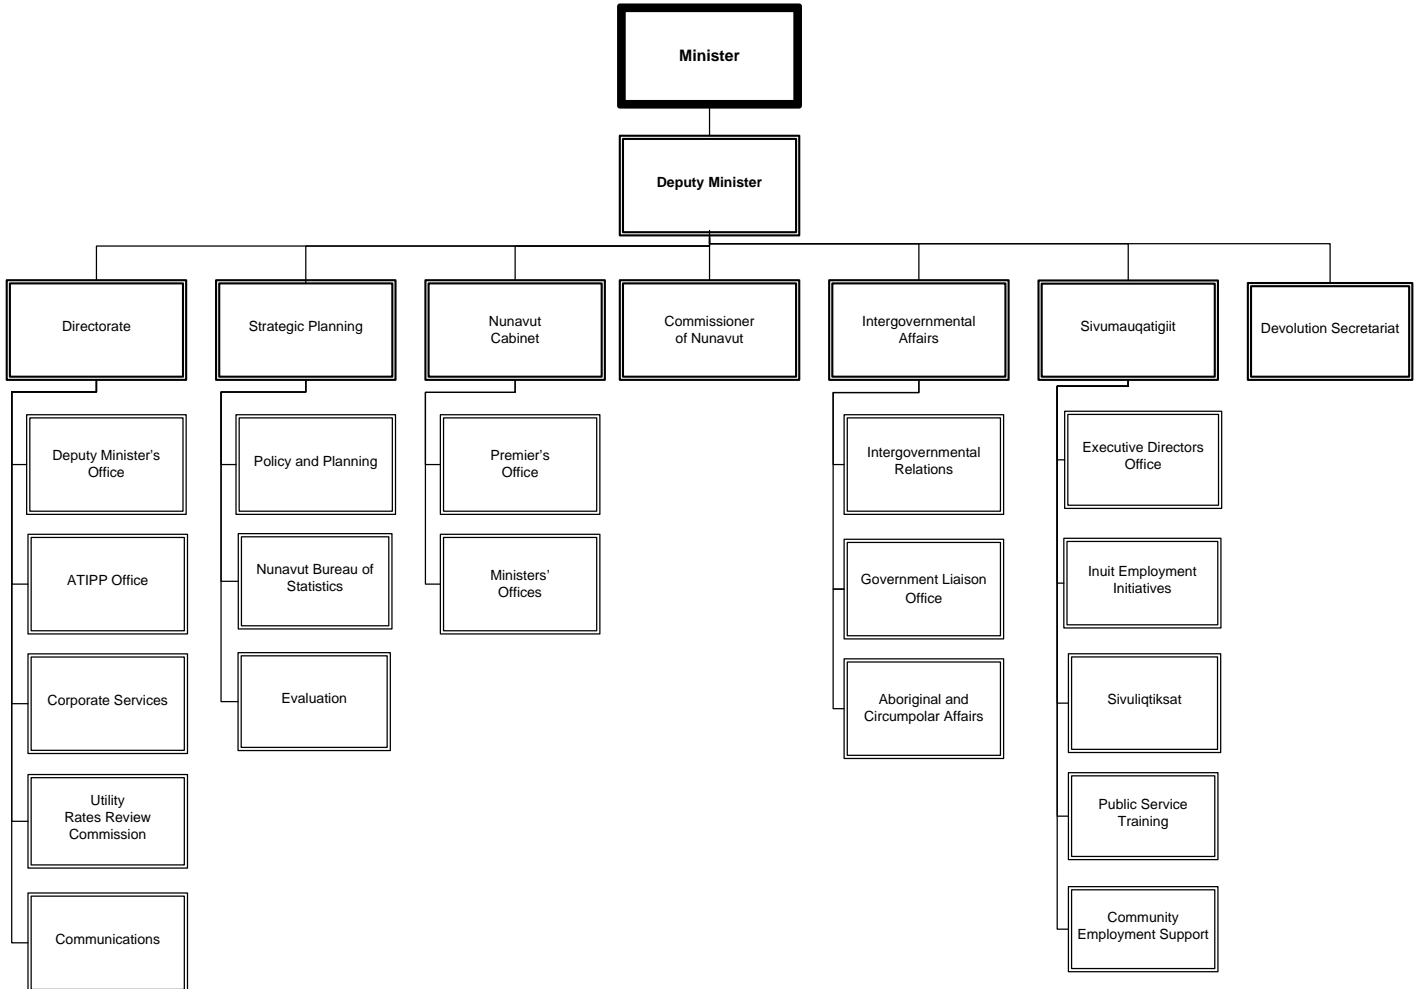 Minister
Deputy Minister
Directorate
Strategic Planning
Nunavut
Cabinet
Commissioner
of Nunavut
Intergovernmental
Affairs
Sivumauqatigiit
Devolution Secretariat
Deputy Minister's
Office
ATIPP Office
Corporate Services
Utility
Rates Review
Commission
Communications
Policy and Planning
Nunavut Bureau of
Statistics
Evaluation
Premier's
Office
Ministers'
Offices
Intergovernmental
Relations
Government Liaison
Office
Aboriginal and
Circumpolar Affairs
Executive Directors
Office
Inuit Employment
Initiatives
Sivuliqtiksat
Public Service
Training
Community
Employment Support